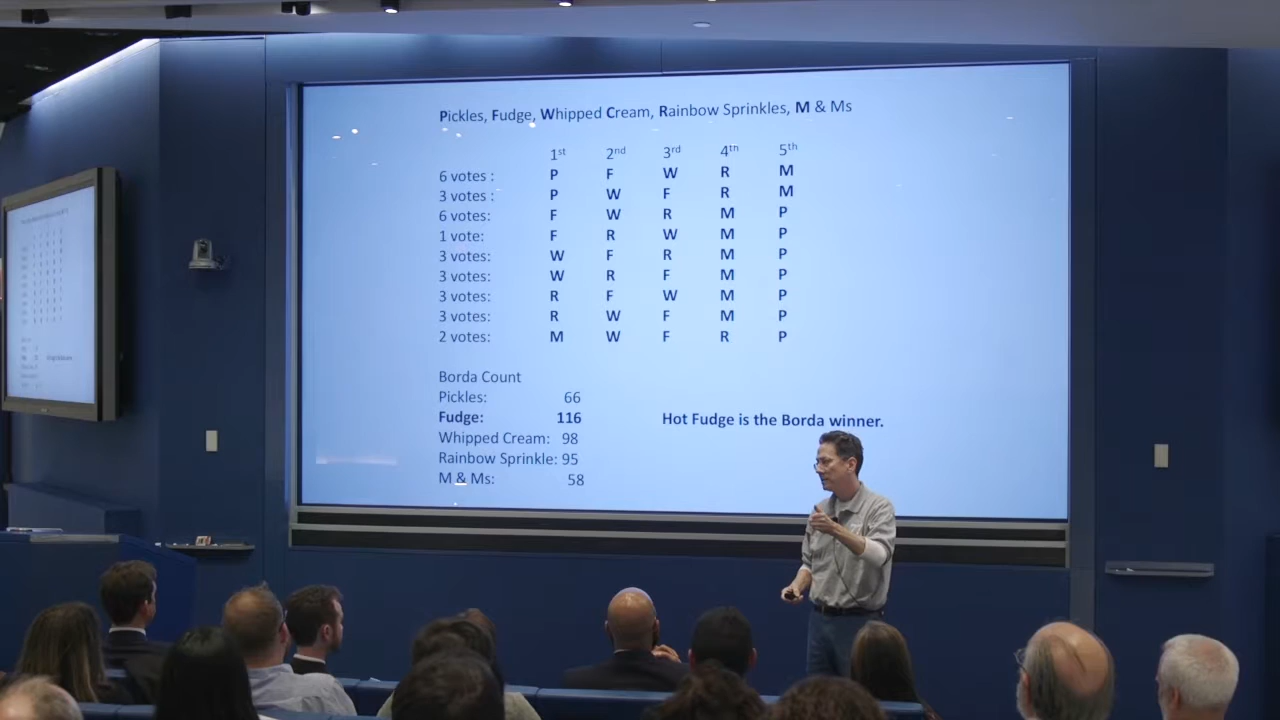 Pickles, Fudge, Whipped Cream, Rainbow Sprinkles, M & Ms
1st 2nd 3rd 4th 5th
6 votes : P F W R M
3 votes : P W F R M
6 votes: F W R M P
1 vote: F R W M P
3 votes: W F R M P
3 votes: W R F M P
3 votes: R F W M P
3 votes: R W F M P
2 votes: M W F R P
Borda Count
Pickles: 66
Fudge: 116
Whipped Cream: 98
Rainbow Sprinkle: 95
M & Ms: 58
Hot Fudge is the Borda winner.